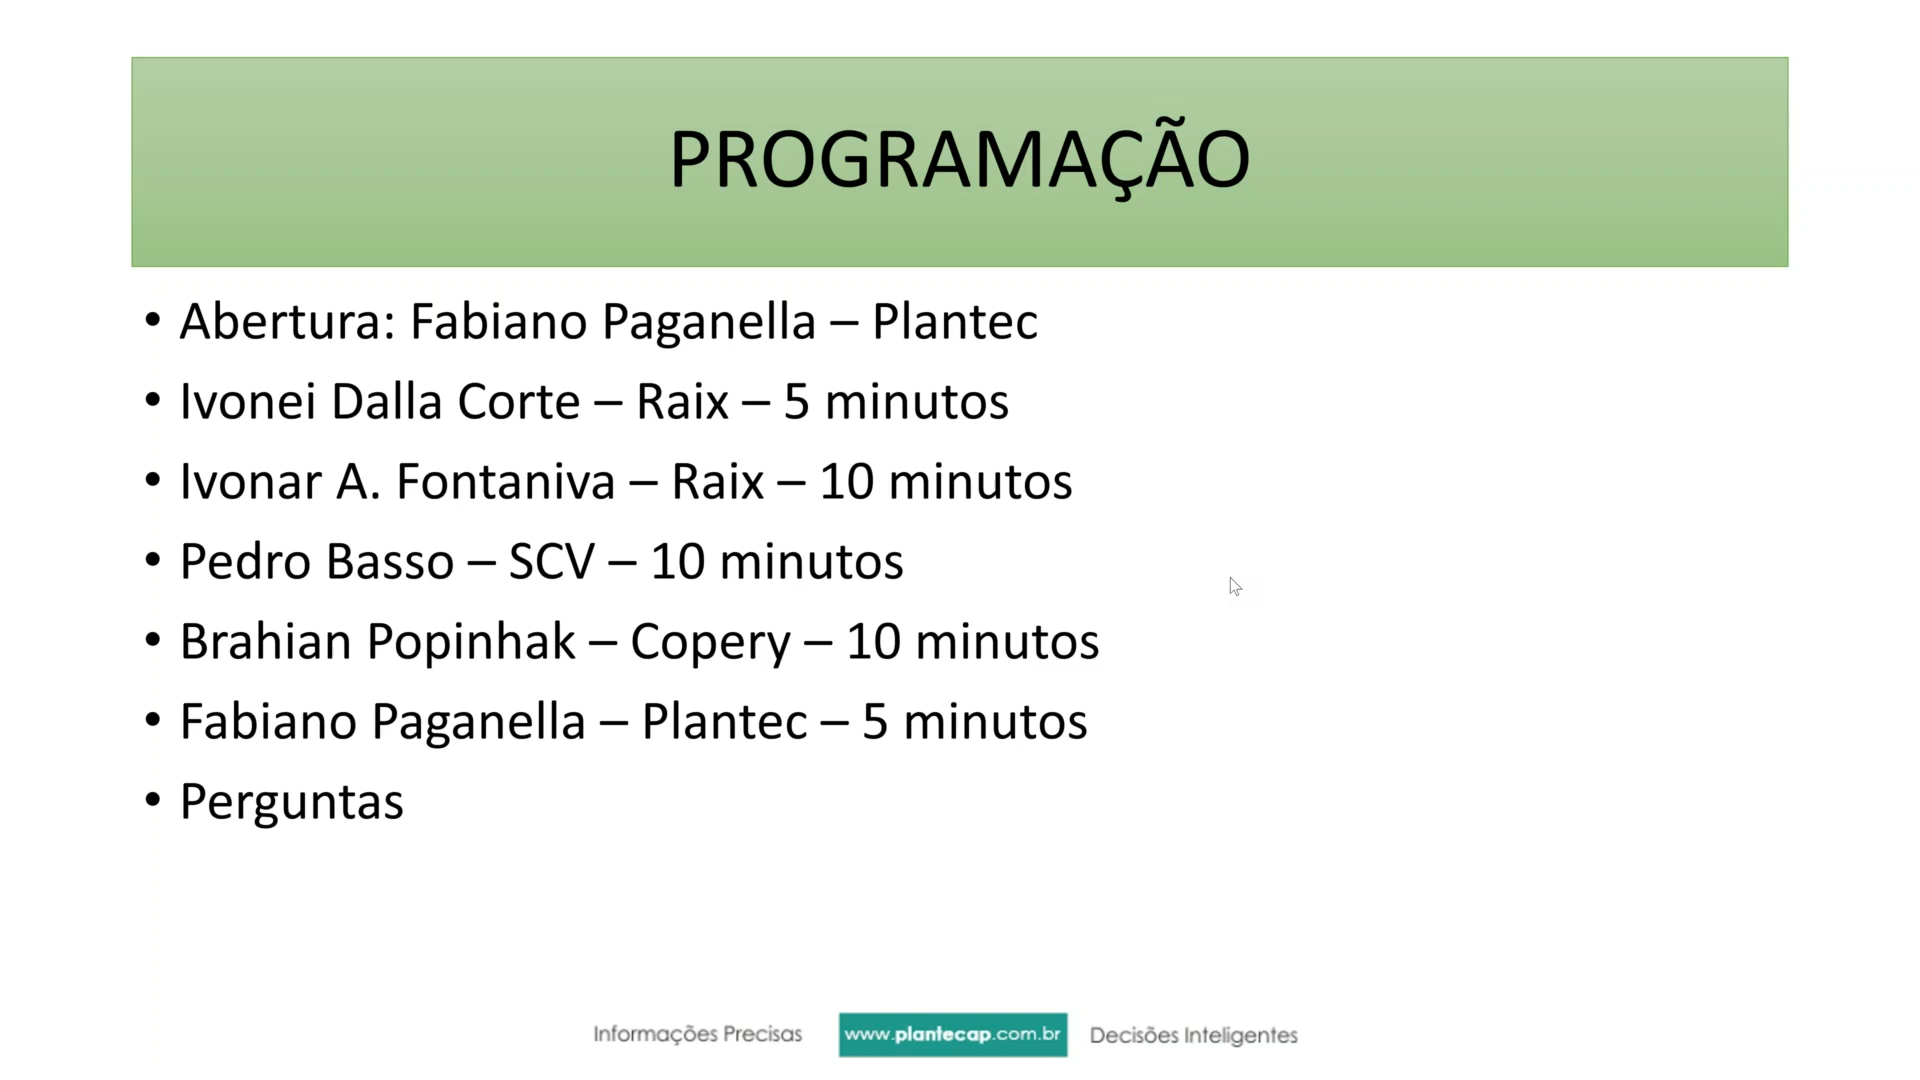 PROGRAMAÇÃO
• Abertura: Fabiano Paganella – Plantec
• Ivonei Dalla Corte – Raix – 5 minutos
• Ivonar A. Fontaniva – Raix – 10 minutos
• Pedro Basso – SCV – 10 minutos
• Brahian Popinhak – Copery – 10 minutos
• Fabiano Paganella – Plantec – 5 minutos
• Perguntas
Informações Precisas www.plantecap.com.br Decisões Inteligentes